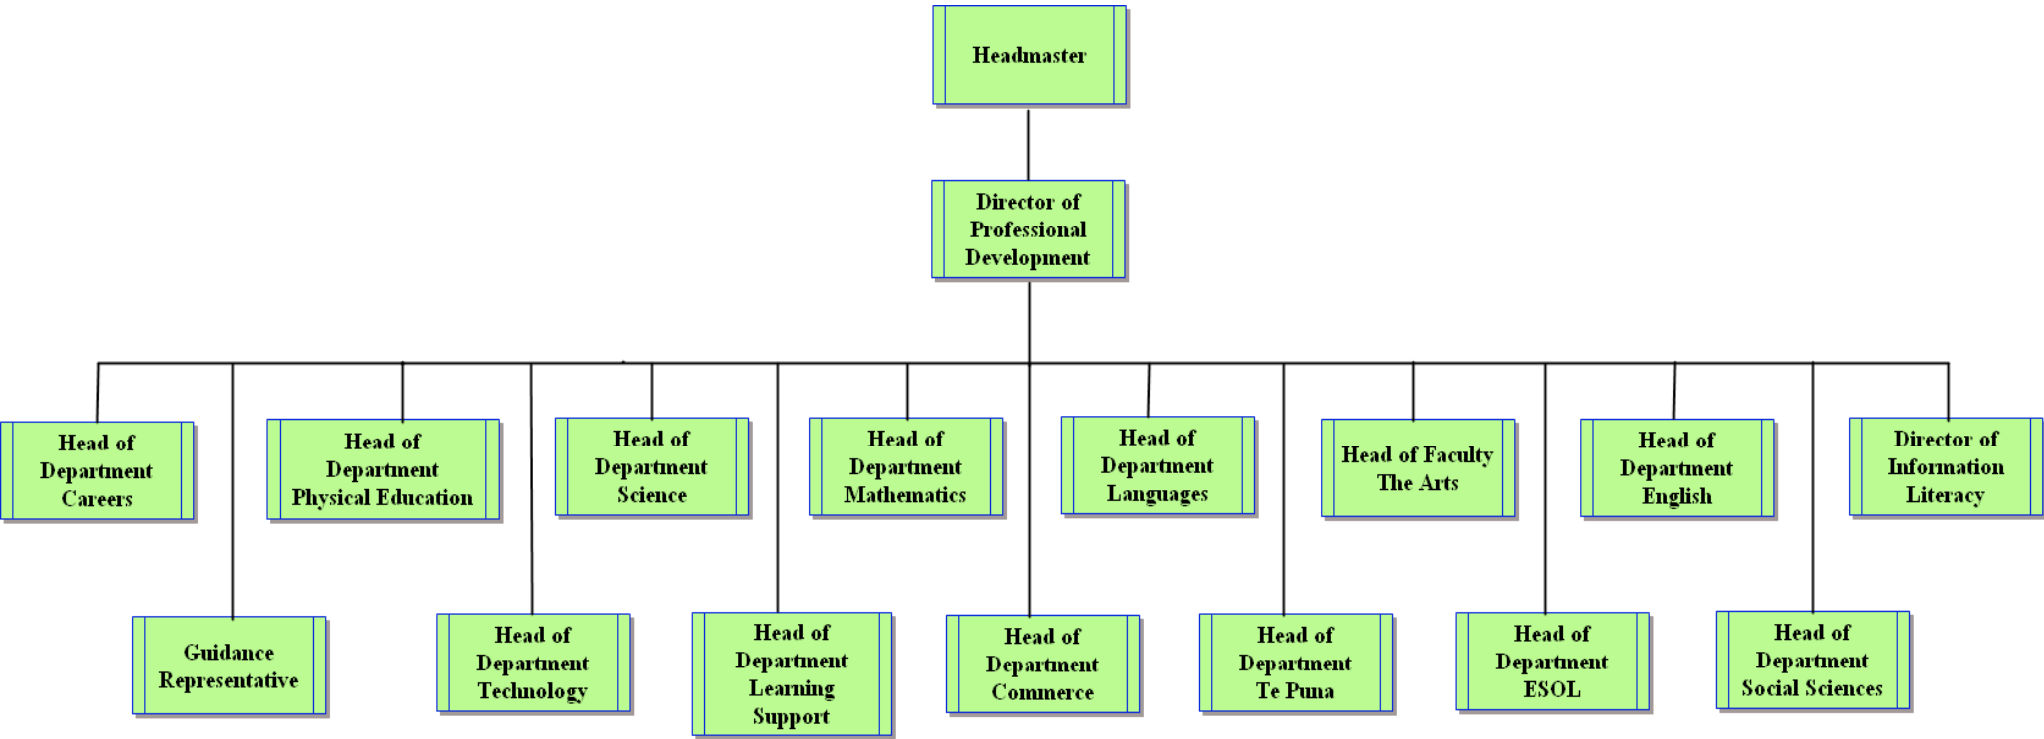 Headmaster
Director of
Professional
Development
Head of
Department
Careers
Head of
Department
Physical Education
Head of
Department
Science
Head of
Department
Mathematics
Head of
Department
Languages
Head of Faculty
The Arts
Head of
Department
English
Director of
Information
Literacy
Guidance
Representative
Head of
Department
Technology
Head of
Department
Learning
Support
Head of
Department
Commerce
Head of
Department
Te Puna
Head of
Department
ESOL
Head of
Department
Social Sciences